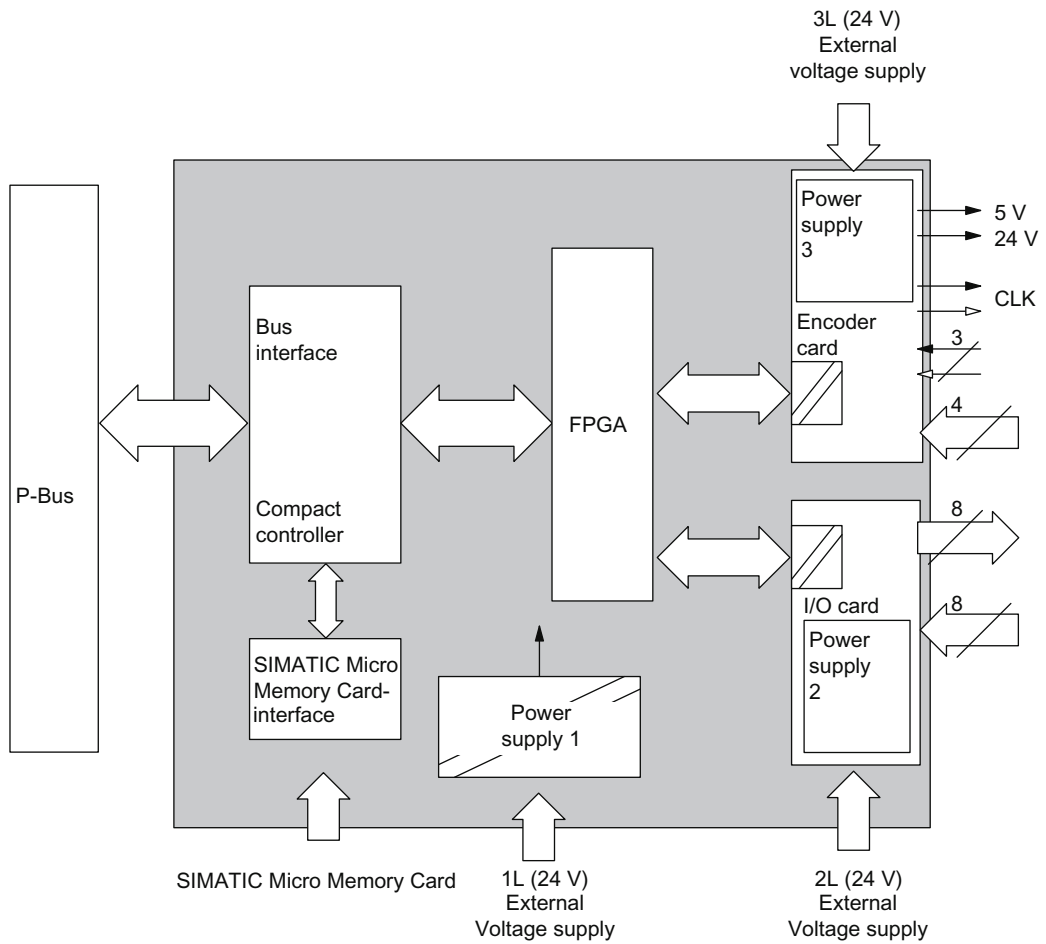 3L (24 V)
External
voltage supply
Power
supply
3
5 V
24 V
CLK
Encoder
card
3
4
Bus
interface
FPGA
P-Bus
Compact
controller
8
I/O card
8
Power
supply
2
SIMATIC Micro
Memory Card-
interface
Power
supply 1
SIMATIC Micro Memory Card
1L (24 V)
External
Voltage supply
2L (24 V)
External
Voltage supply